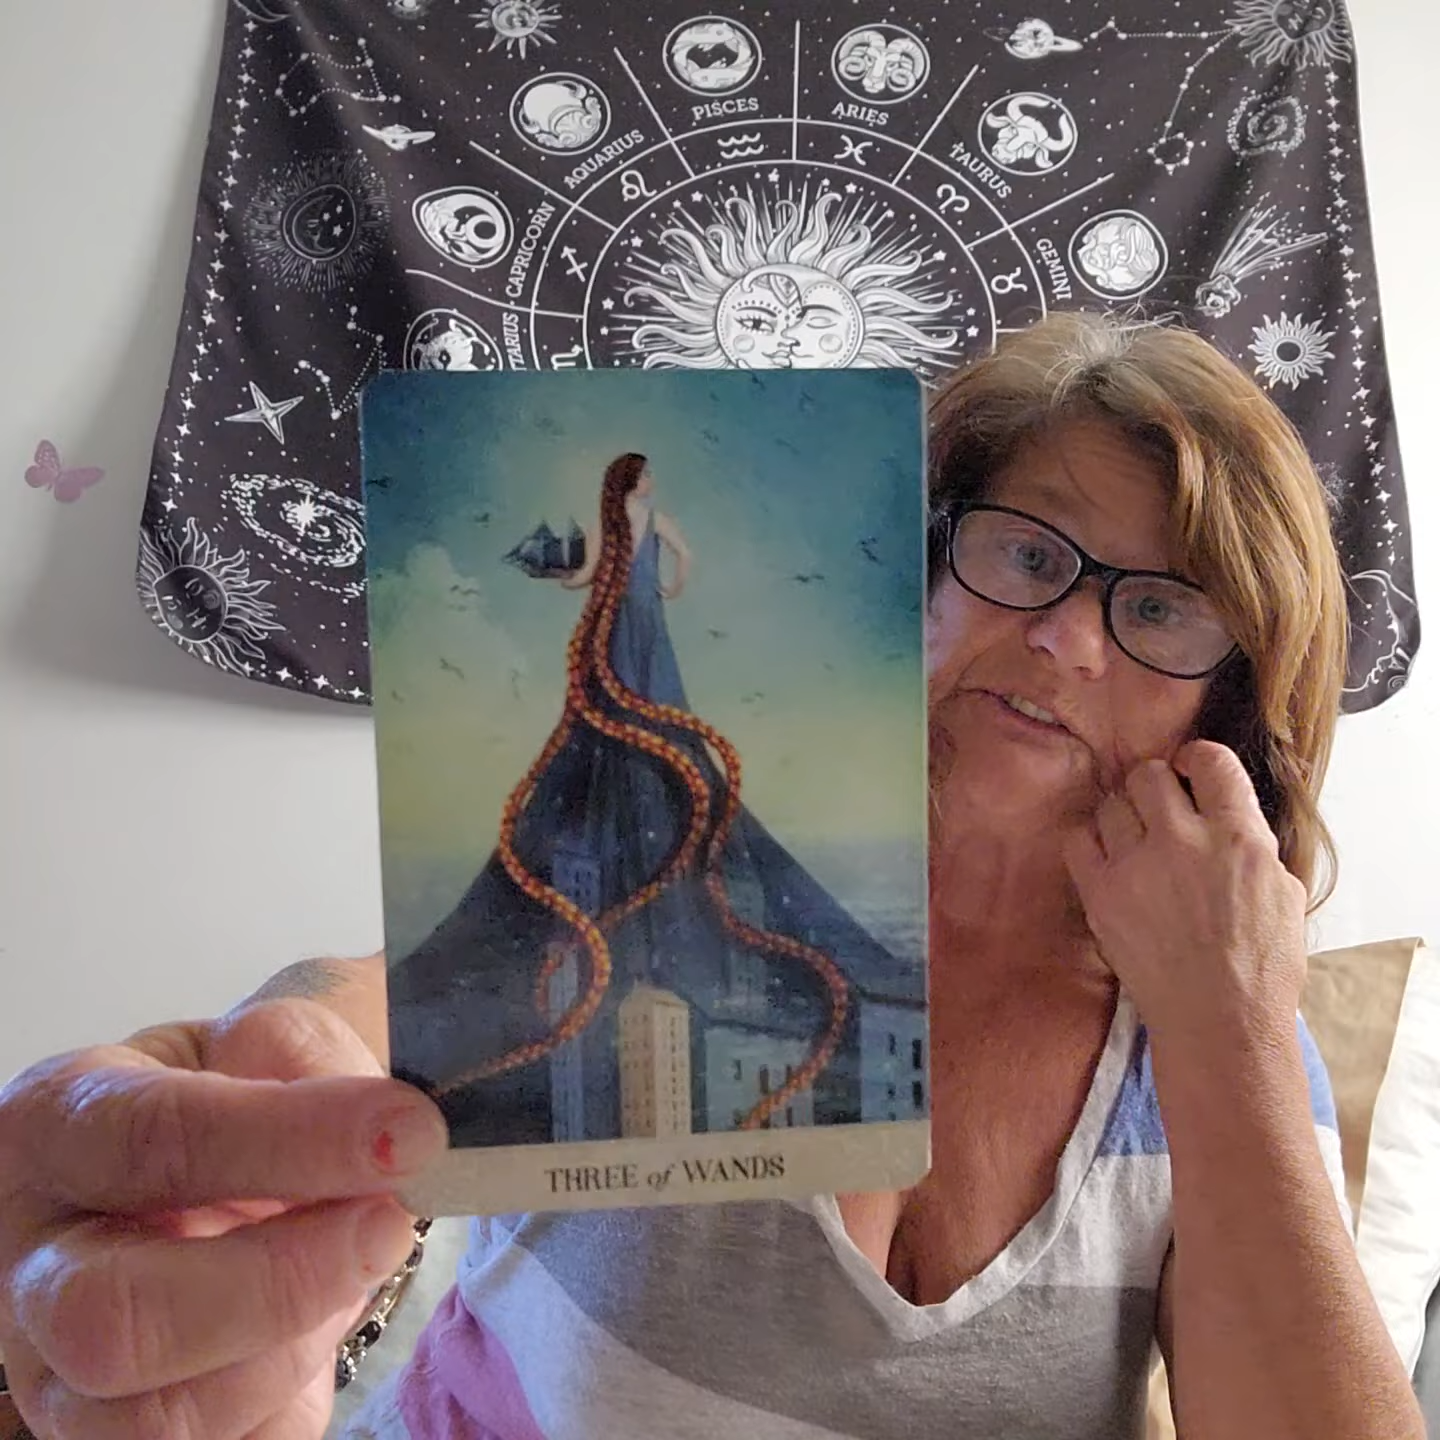 PISCES
ARIES
AQUARIUS
TAURUS
CAPRICORN
GEMINI
THREE of WANDS